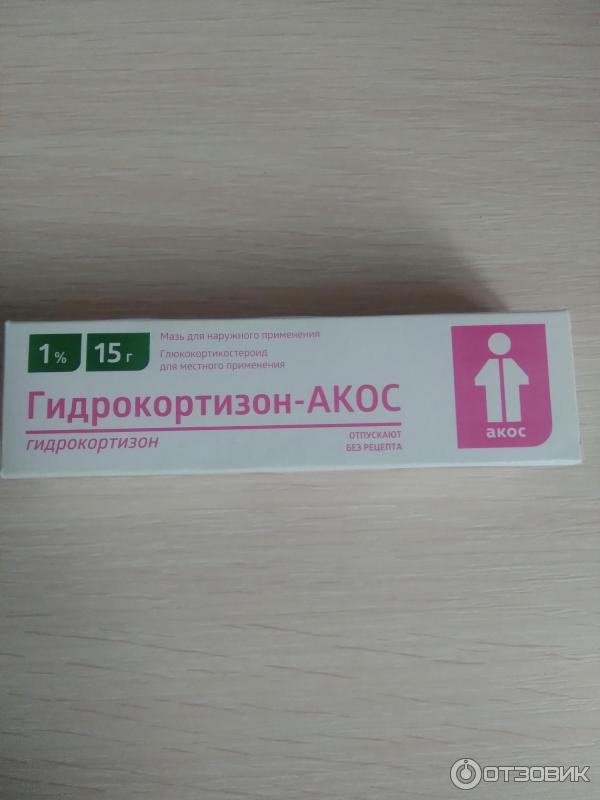 1 %
15 г
Мазь для наружного применения
Глюкокортикостероид
для местного применения
Гидрокортизон-АКОС
гидрокортизон
ОТПУСКАЮТ
БЕЗ РЕЦЕПТА
акос
ОТЗОВИК